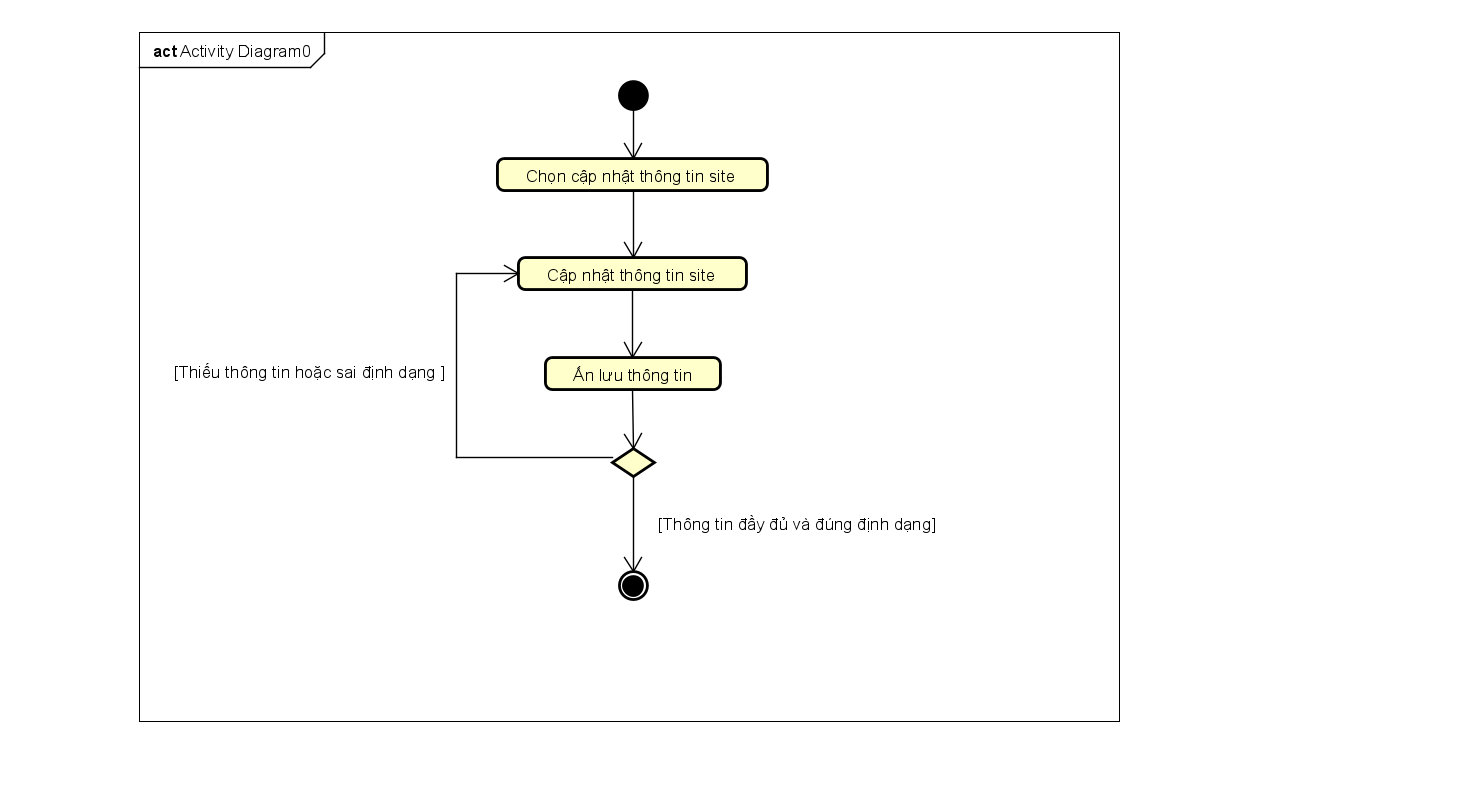 act Activity Diagram0
Chọn cập nhật thông tin site
Cập nhật thông tin site
[Thiếu thông tin hoặc sai định dạng ]
Ấn lưu thông tin
[Thông tin đầy đủ và đúng định dạng]